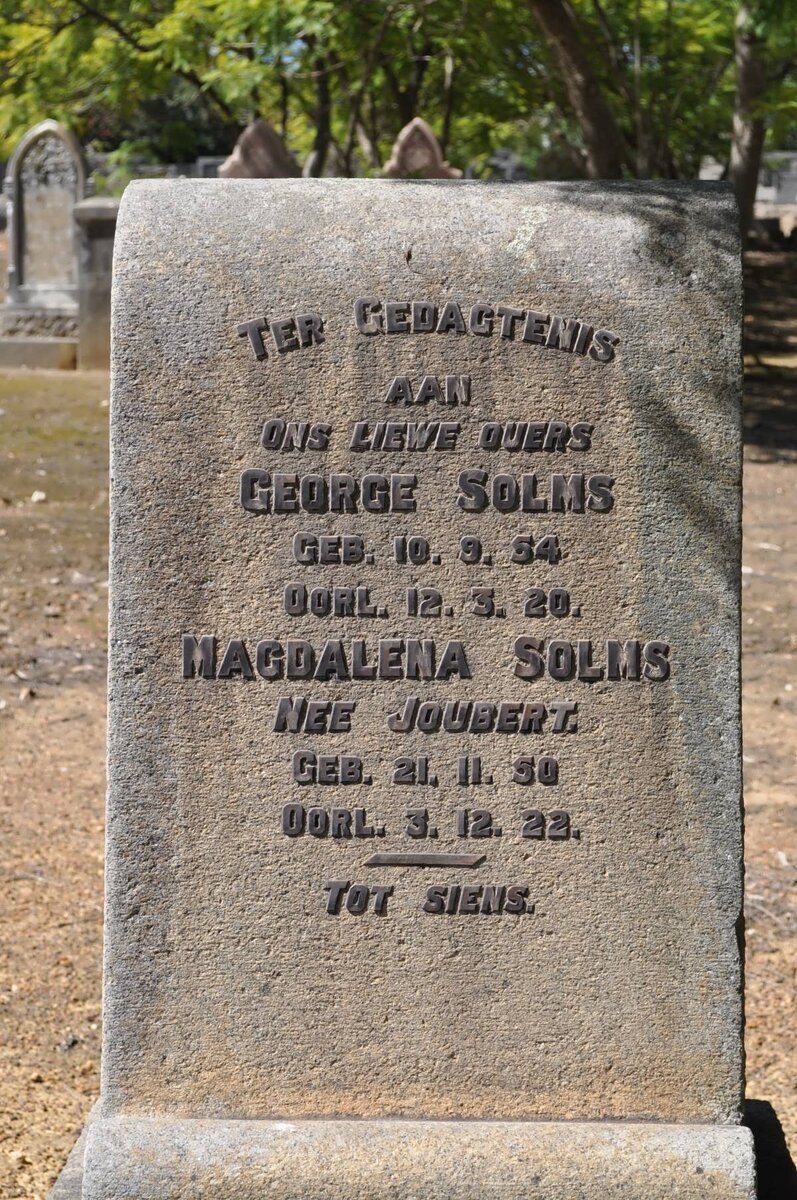 Ter Gedagtenis
aan
Ons liewe ouers
George Solms
Geb. 10. 9. 54
Oorl. 12. 3. 20.
Magdalena Solms
Nee Joubert.
Geb. 21. 11. 50
Oorl. 3. 12. 22.
Tot siens.